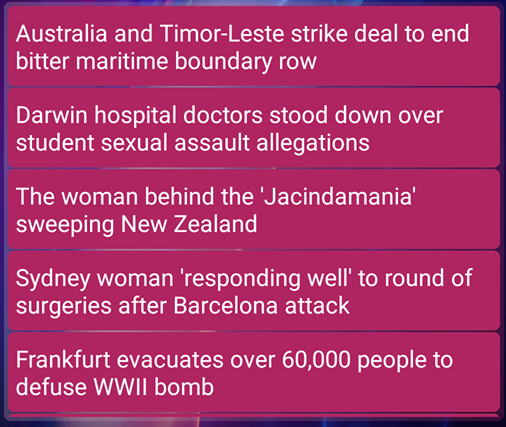 Australia and Timor-Leste strike deal to end
bitter maritime boundary row
Darwin hospital doctors stood down over
student sexual assault allegations
The woman behind the 'Jacindamania'
sweeping New Zealand
Sydney woman 'responding well' to round of
surgeries after Barcelona attack
Frankfurt evacuates over 60,000 people to
defuse WWII bomb